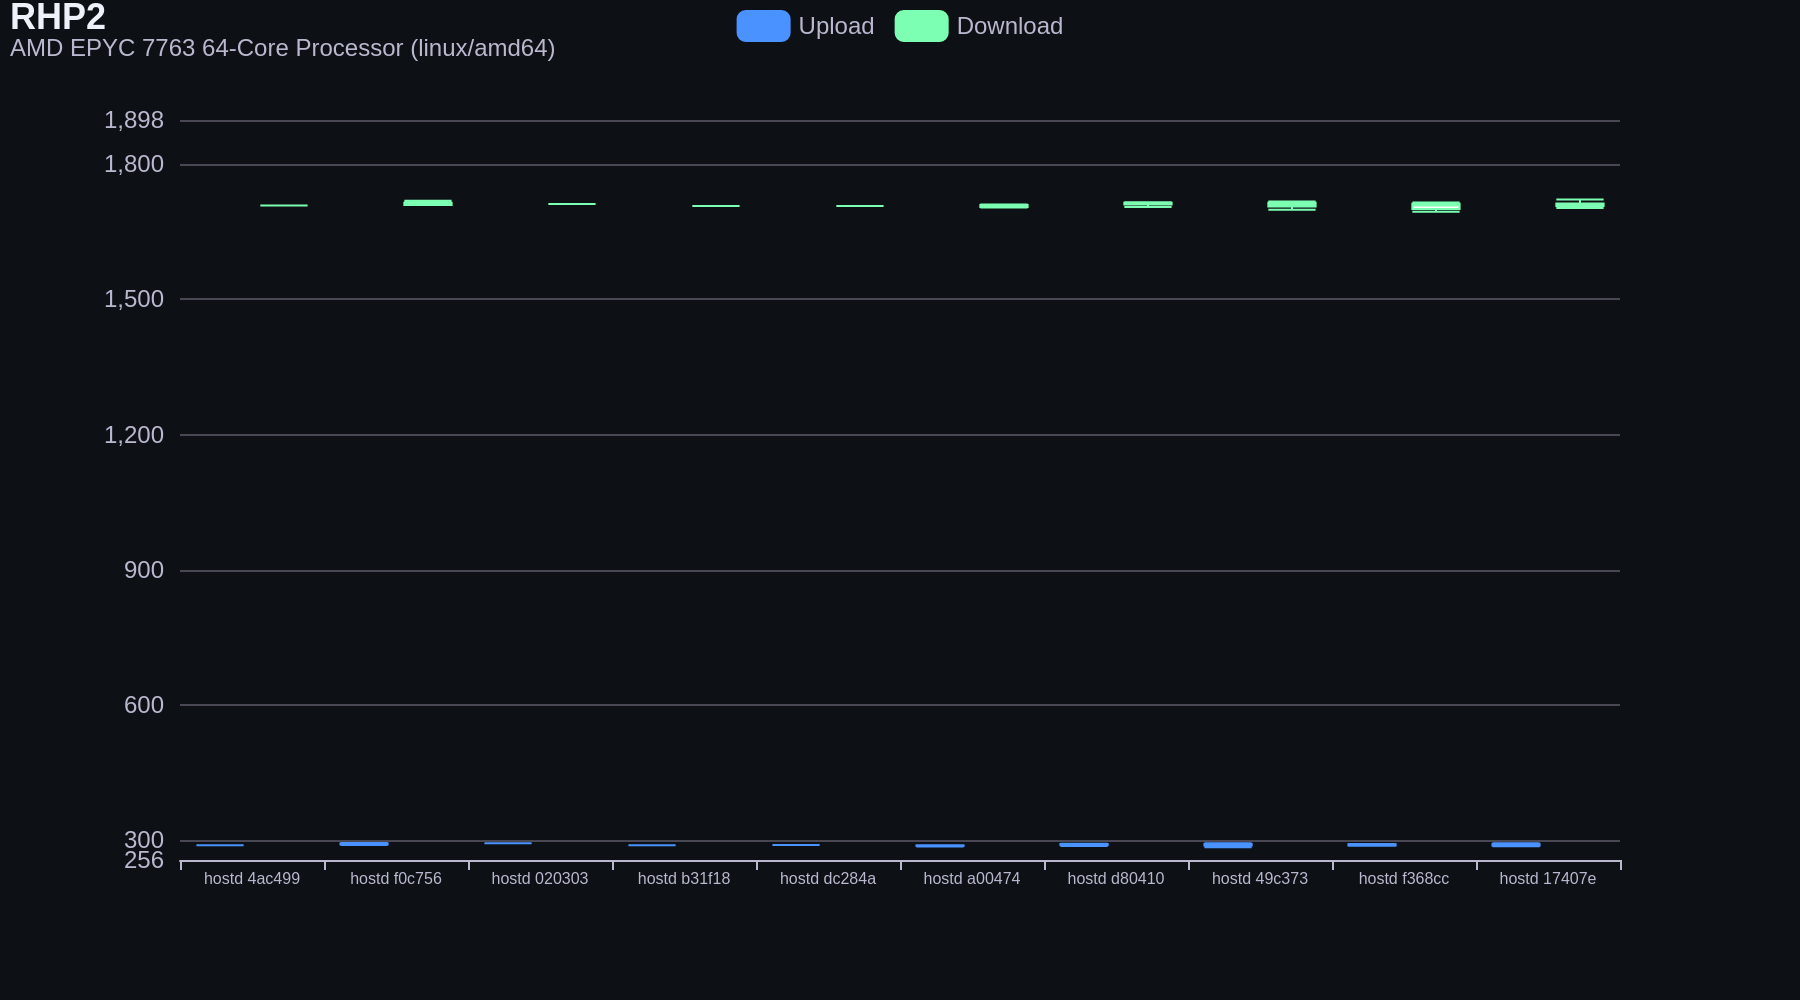 RHP2
AMD EPYC 7763 64-Core Processor (linux/amd64)
Upload
Download
1,898
1,800
1,500
1,200
900
600
300
256
hostd 4ac499
hostd f0c756
hostd 020303
hostd b31f18
hostd dc284a
hostd a00474
hostd d80410
hostd 49c373
hostd f368cc
hostd 17407e